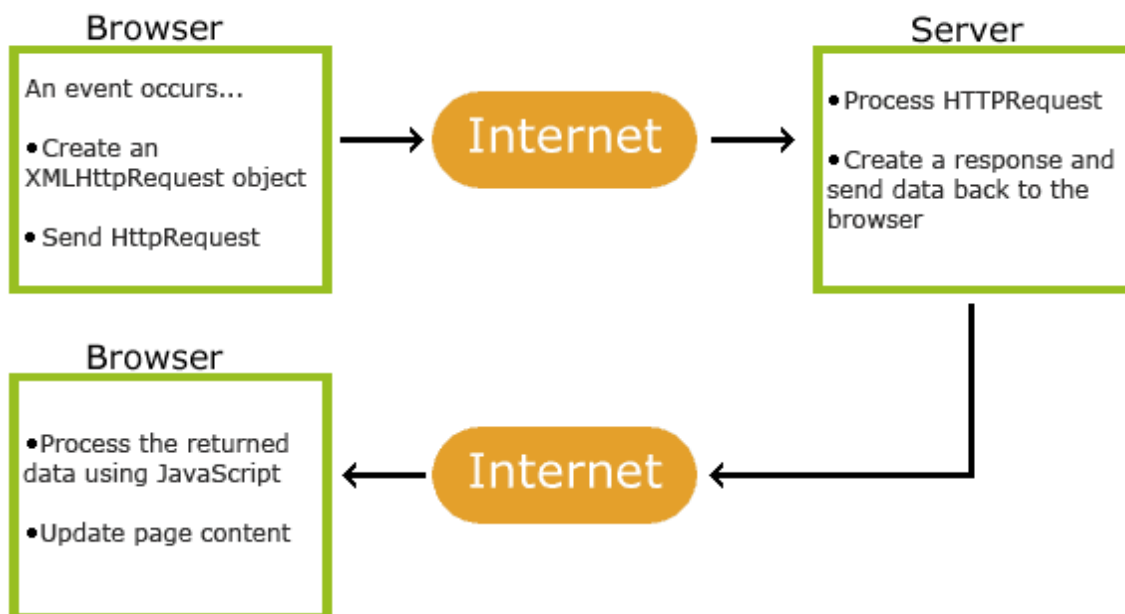 Browser
An event occurs...
•Create an
XMLHttpRequest object
• Send HttpRequest
Internet
Server
•Process HTTPRequest
•Create a response and
send data back to the
browser
Browser
•Process the returned
data using JavaScript
•Update page content
Internet